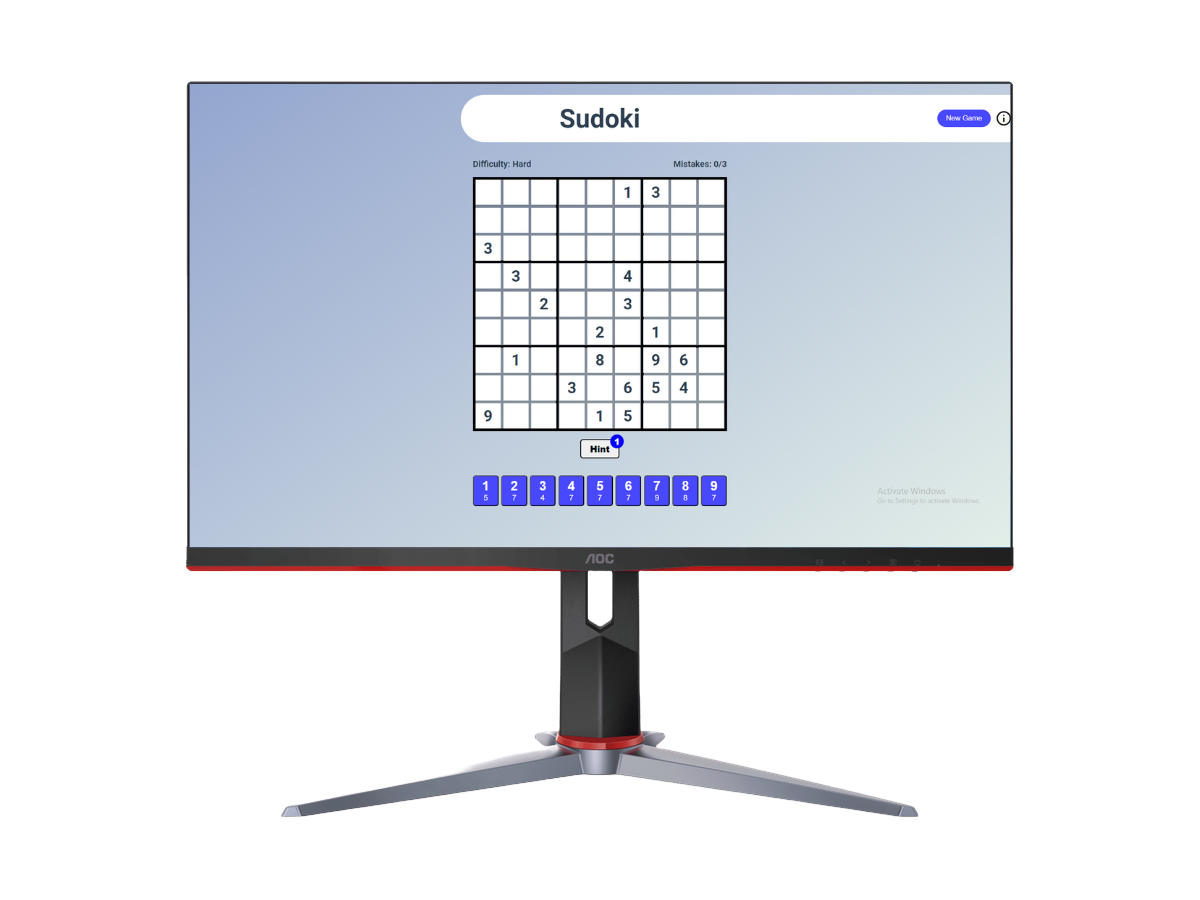 Sudoki
New Game
Difficulty: Hard
Mistakes: 0/3
1 3
3
3 4
2 3
2 1
1 8 9 6
3 6 5 4
9 1 5
Hint 1
1 2 3 4 5 6 7 8 9
5 7 4 7 7 7 9 8 7
Activate Windows
Go to Settings to activate Windows.
AOC